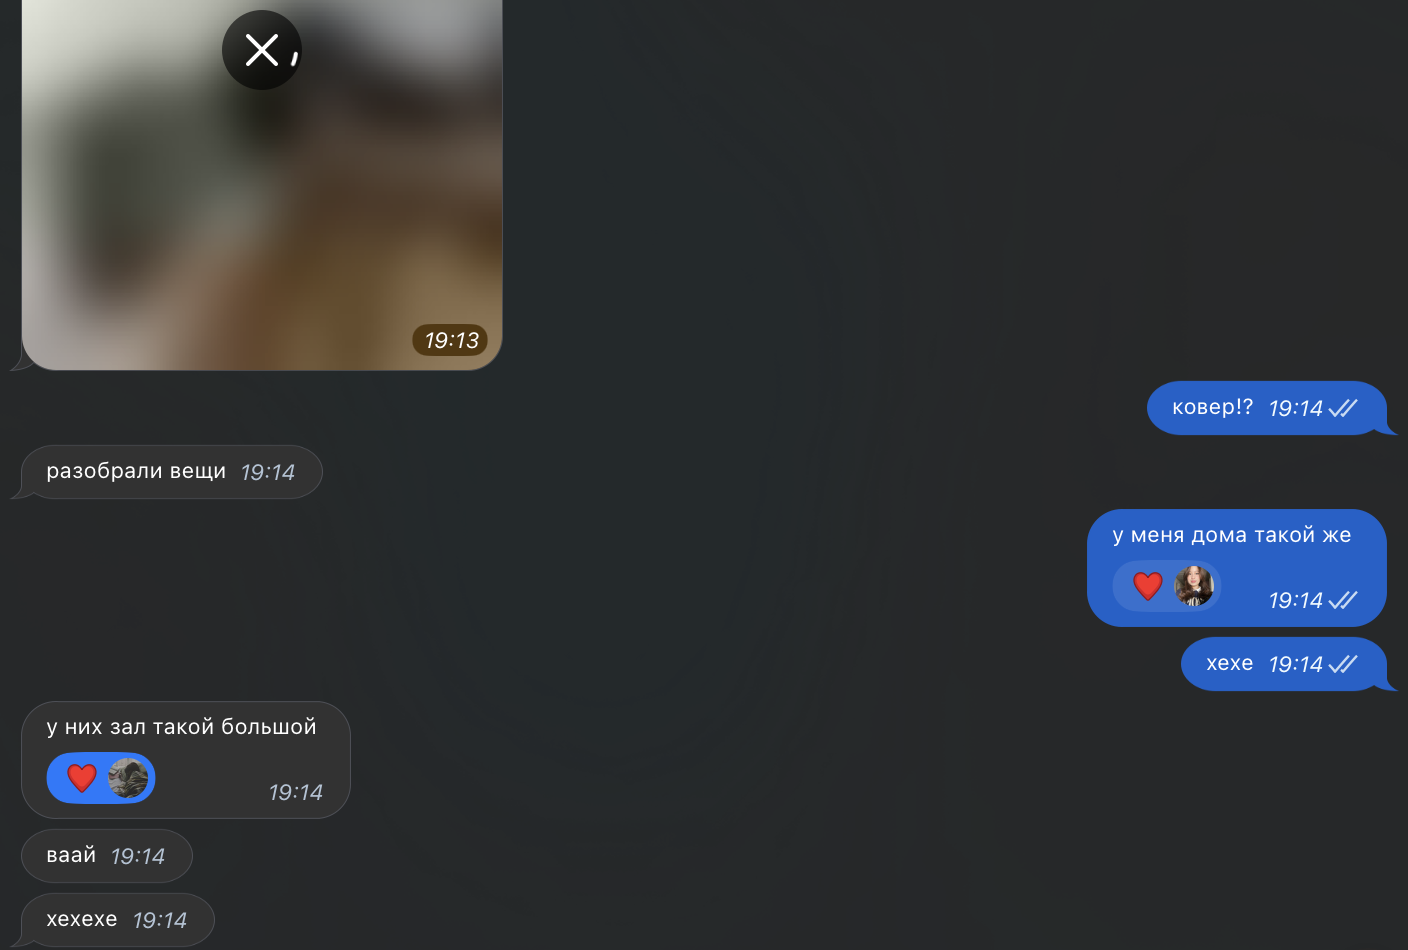 19:13
ковер!? 19:14
разобрали вещи 19:14
у меня дома такой же
19:14
хехе 19:14
у них зал такой большой
19:14
ваай 19:14
хехехе 19:14